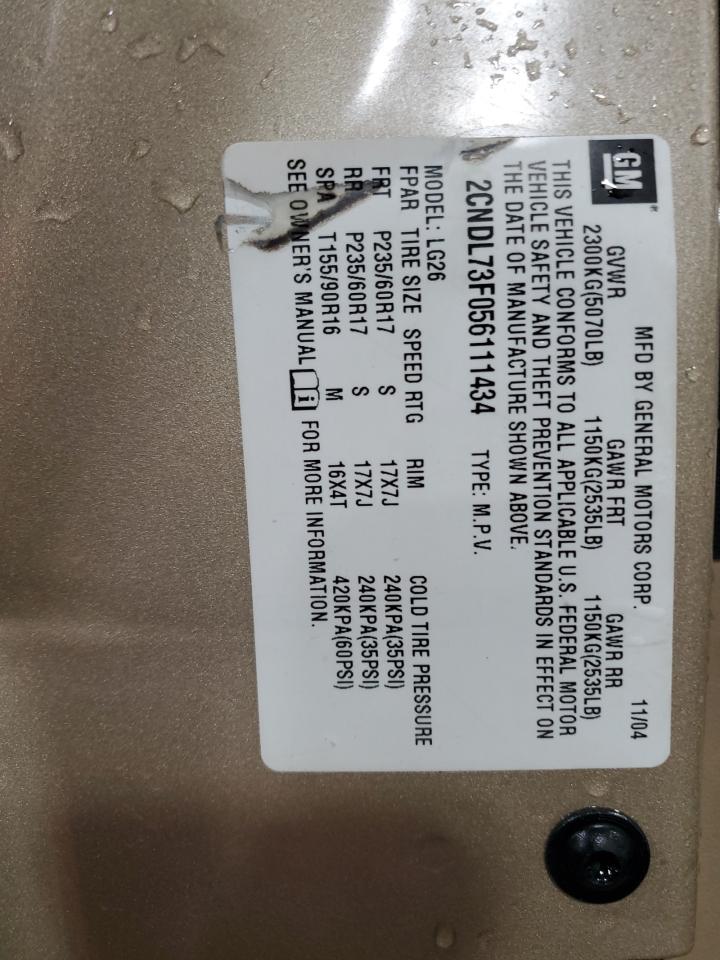 GM
MFD BY GENERAL MOTORS CORP. 11/04
GVWR GAWR FRT GAWR RR
2300KG(5070LB) 1150KG(2535LB) 1150KG(2535LB)
THIS VEHICLE CONFORMS TO ALL APPLICABLE U.S. FEDERAL MOTOR
VEHICLE SAFETY AND THEFT PREVENTION STANDARDS IN EFFECT ON
THE DATE OF MANUFACTURE SHOWN ABOVE.
2CNDL73F056111434 TYPE: M.P.V.
MODEL: LG26
FPAR TIRE SIZE SPEED RTG RIM COLD TIRE PRESSURE
FRT P235/60R17 S 17X7J 240KPA(35PSI)
RR P235/60R17 S 17X7J 240KPA(35PSI)
SPA T155/90R16 M 16X4T 420KPA(60PSI)
SEE OWNER'S MANUAL i FOR MORE INFORMATION.